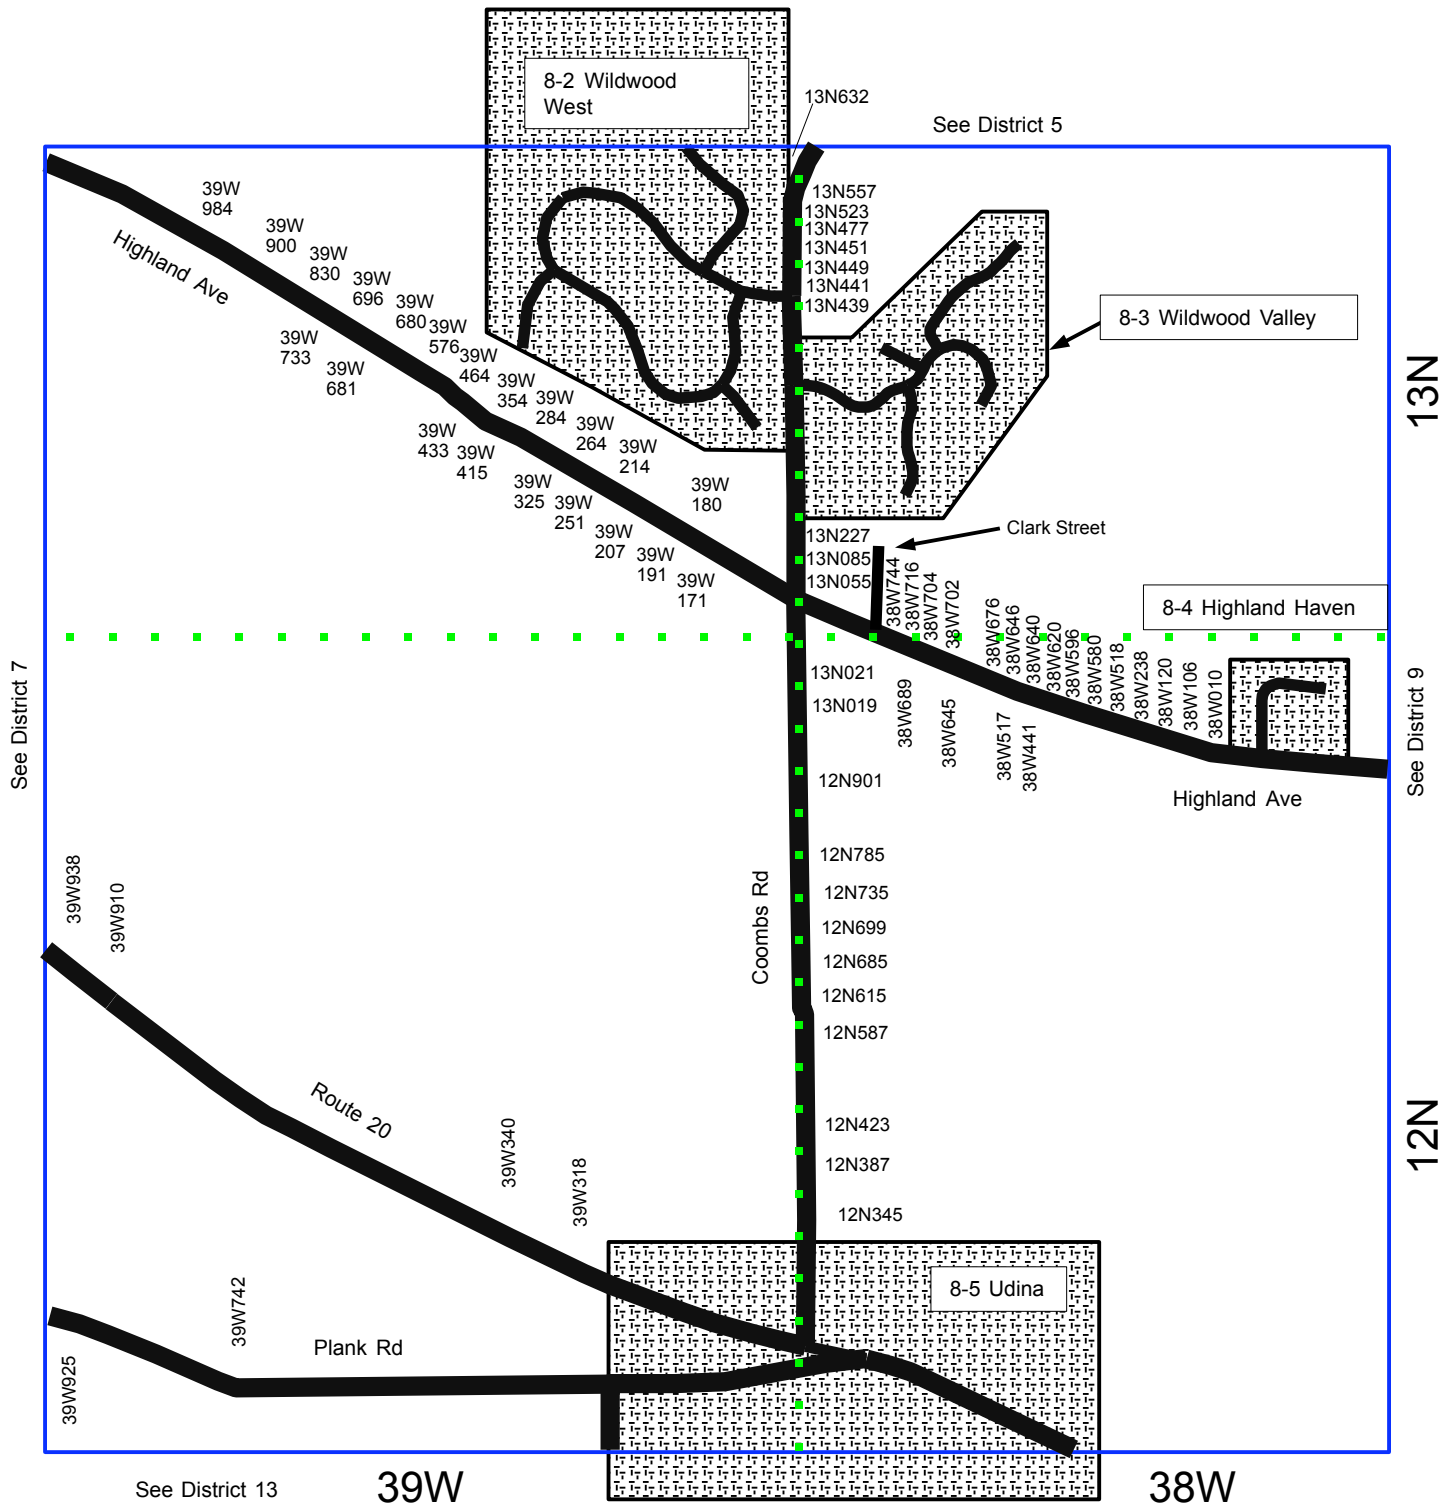 8-2 Wildwood
West
13N632
See District 5
39W
984
39W
900
39W
830
39W
696
39W
680
39W
576
39W
464
39W
354
39W
284
39W
264
39W
214
39W
180
Highland Ave
39W
733
39W
681
39W
433
39W
415
39W
325
39W
251
39W
207
39W
191
39W
171
13N557
13N523
13N477
13N451
13N449
13N441
13N439
8-3 Wildwood Valley
13N
13N227
13N085
13N055
Clark Street
38W744
38W716
38W704
38W702
38W676
38W646
38W640
38W620
38W596
38W580
38W518
38W238
38W120
38W106
38W010
8-4 Highland Haven
See District 7
13N021
13N019
38W689
38W645
38W517
38W441
Highland Ave
See District 9
12N901
12N785
12N735
12N699
12N685
12N615
12N587
12N423
12N387
12N345
Coombs Rd
39W938
39W910
Route 20
39W340
39W318
12N
8-5 Udina
39W742
Plank Rd
39W925
See District 13
39W
38W